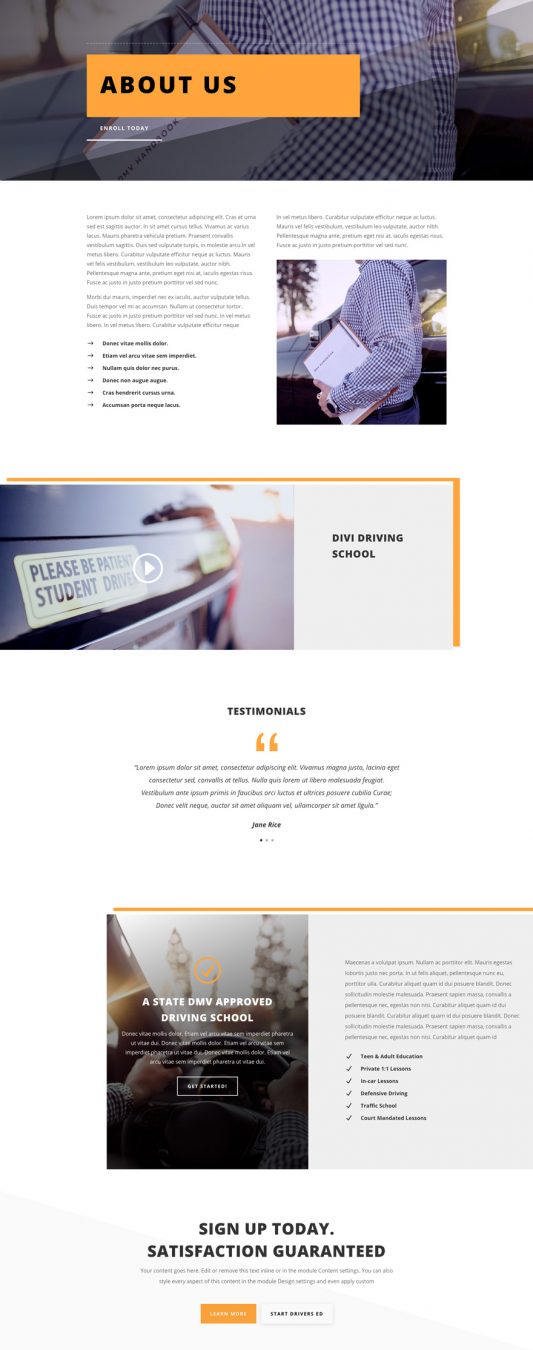 ABOUT US
ENROLL TODAY
DMV HANDBOOK
Lorem ipsum dolor sit amet, consectetur adipiscing elit. Cras et urna
sed est sagittis auctor. In sit amet cursus tellus. Vivamus ac varius
lacus. Mauris pharetra vehicula pretium. Praesent convallis
vestibulum sagittis. Duis sed vulputate turpis, in molestie arcu.In vel
metus libero. Curabitur vulputate efficitur neque ac luctus. Mauris
vel felis vestibulum, vestibulum leo vulputate, auctor nibh.
Pellentesque magna ante, pretium eget nisi at, iaculis egestas risus.
Fusce ac justo in justo pretium porttitor vel sed nunc.
Morbi dui mauris, imperdiet nec ex iaculis, auctor vulputate tellus.
Duis tempor vel mi ac accumsan. Nullam ut consectetur tortor.
Fusce ac justo in justo pretium porttitor vel sed nunc. In vel metus
libero. In vel metus libero. Curabitur vulputate efficitur neque
Donec vitae mollis dolor.
Etiam vel arcu vitae sem imperdiet.
Nullam quis dolor nec purus.
Donec non augue augue.
Cras hendrerit cursus urna.
Accumsan porta neque lacus.
In vel metus libero. Curabitur vulputate efficitur neque ac luctus.
Mauris vel felis vestibulum, vestibulum leo vulputate, auctor nibh.
Pellentesque magna ante, pretium eget nisi at, iaculis egestas risus.
Fusce ac justo in justo pretium porttitor vel sed nunc.
PLEASE BE PATIENT
STUDENT DRIVER
DIVI DRIVING
SCHOOL
TESTIMONIALS
“Lorem ipsum dolor sit amet, consectetur adipiscing elit. Vivamus magna justo, lacinia eget
consectetur sed, convallis at tellus. Nulla quis lorem ut libero malesuada feugiat.
Vestibulum ante ipsum primis in faucibus orci luctus et ultrices posuere cubilia Curae;
Donec velit neque, auctor sit amet aliquam vel, ullamcorper sit amet ligula.”
Jane Rice
A STATE DMV APPROVED
DRIVING SCHOOL
Donec vitae mollis dolor. Etiam vel arcu vitae sem imperdiet pharetra
ut vitae dui. Donec vitae mollis dolor. Etiam vel arcu vitae sem
imperdiet pharetra ut vitae dui. Donec vitae mollis dolor. Etiam vel
arcu vitae sem imperdiet pharetra ut vitae dui.
GET STARTED!
Maecenas a volutpat ipsum. Nullam ac porttitor elit. Mauris egestas
lobortis justo nec porta. In ut felis aliquet, pellentesque nunc eu,
porttitor ulla. Curabitur aliquet quam id dui posuere blandit. Donec
sollicitudin molestie malesuada. Praesent sapien massa, convallis a
pellentesque nec, egestas non nisi. Curabitur aliquet quam id dui
posuere blandit. Curabitur aliquet quam id dui posuere blandit. Donec
sollicitudin molestie malesuada. Praesent sapien massa, convallis a
pellentesque nec, egestas non nisi. Curabitur aliquet quam id
Teen & Adult Education
Private 1:1 Lessons
In-car Lessons
Defensive Driving
Traffic School
Court Mandated Lessons
SIGN UP TODAY.
SATISFACTION GUARANTEED
Your content goes here. Edit or remove this text inline or in the module Content settings. You can also
style every aspect of this content in the module Design settings and even apply custom
LEARN MORE
START DRIVERS ED